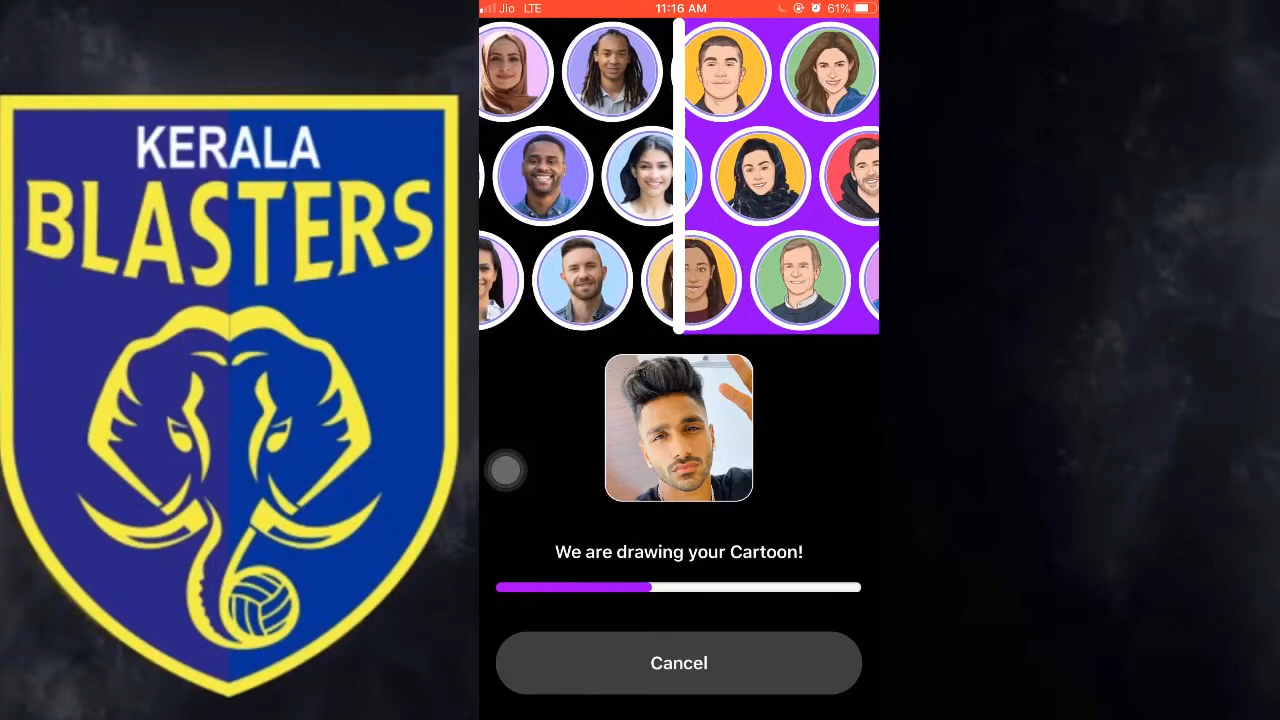 KERALA
BLASTERS
Jio LTE
11:16 AM
61%
We are drawing your Cartoon!
Cancel